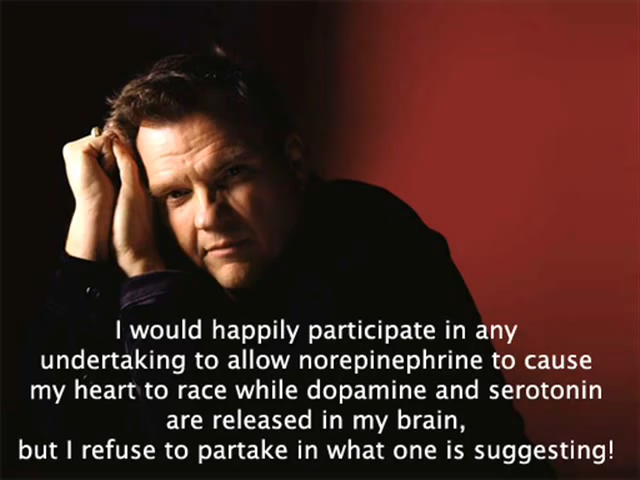 I would happily participate in any
undertaking to allow norepinephrine to cause
my heart to race while dopamine and serotonin
are released in my brain,
but I refuse to partake in what one is suggesting!